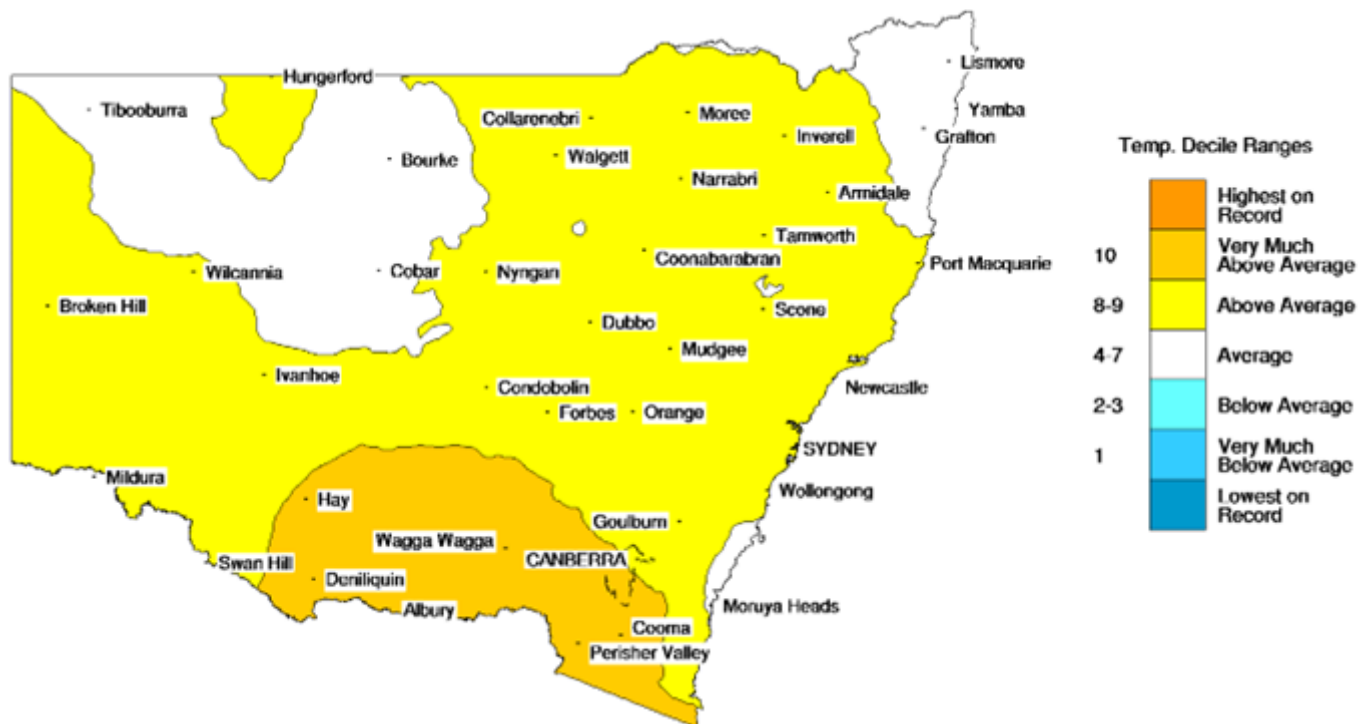 Hungerford
Lismore
Tibooburra
Collarenebri
Moree
Yamba
Inverell
Grafton
Bourke
Walgett
Narrabri
Armidale
Tamworth
Coonabarabran
Port Macquarie
Wilcannia
Cobar
Nyngan
Broken Hill
Scone
Dubbo
Mudgee
Ivanhoe
Condobolin
Newcastle
Forbes
Orange
SYDNEY
Mildura
Wollongong
Hay
Goulburn
Wagga Wagga
CANBERRA
Swan Hill
Deniliquin
Albury
Moruya Heads
Cooma
Perisher Valley
Temp. Decile Ranges
Highest on
Record
10 Very Much
Above Average
8-9 Above Average
4-7 Average
2-3 Below Average
1 Very Much
Below Average
Lowest on
Record